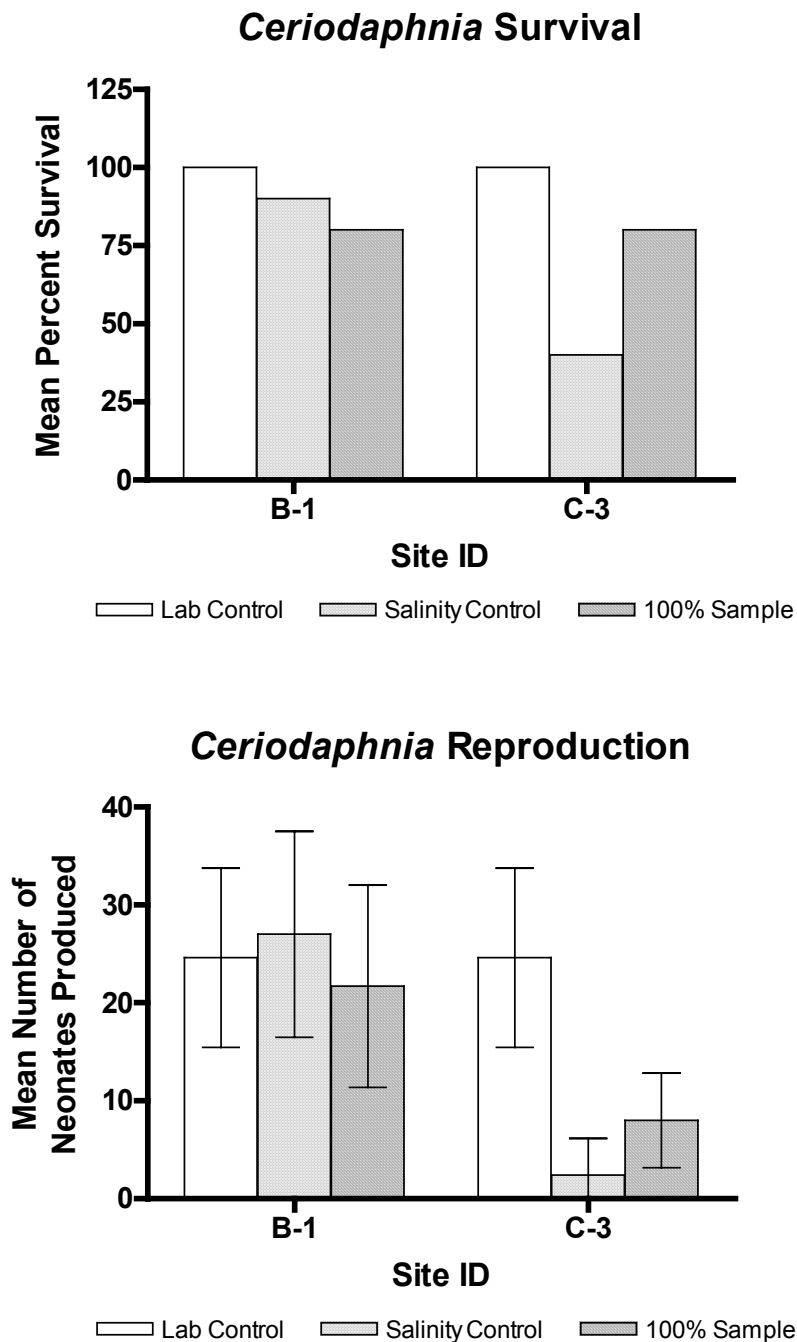 Ceriodaphnia Survival
Mean Percent Survival
125
100
75
50
25
0
B-1 C-3
Site ID
Lab Control Salinity Control 100% Sample
Ceriodaphnia Reproduction
Mean Number of
Neonates Produced
40
30
20
10
0
B-1 C-3
Site ID
Lab Control Salinity Control 100% Sample